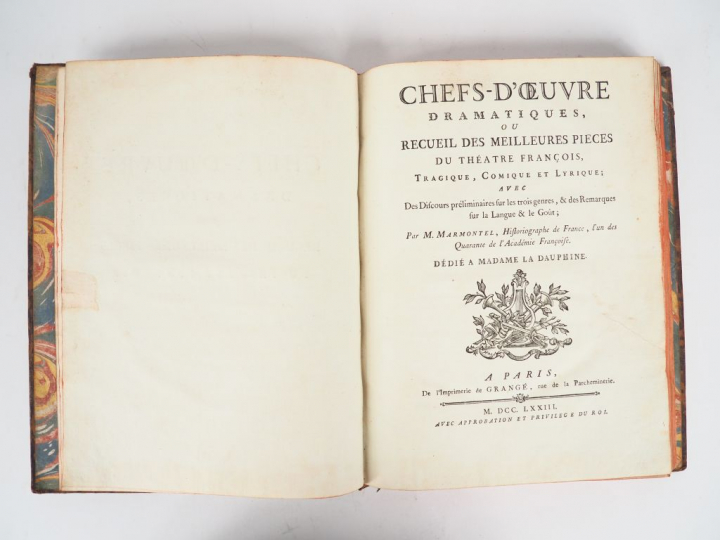 CHEFS-D'ŒUVRE
DRAMATIQUES,
OU
RECUEIL DES MEILLEURES PIECES
DU THÉATRE FRANÇOIS,
TRAGIQUE, COMIQUE ET LYRIQUE;
AVEC
Des Discours préliminaires sur les trois genres, & des Remarques
sur la Langue & le Goût;
Par M. MARMONTEL, Historiographe de France, l'un des
Quarante de l'Académie Françoise.
DÉDIÉ A MADAME LA DAUPHINE.
A PARIS,
De l'Imprimerie de GRANGÉ, rue de la Parcheminerie.
M. DCC. LXXIII.
AVEC APPROBATION ET PRIVILEGE DU ROI.